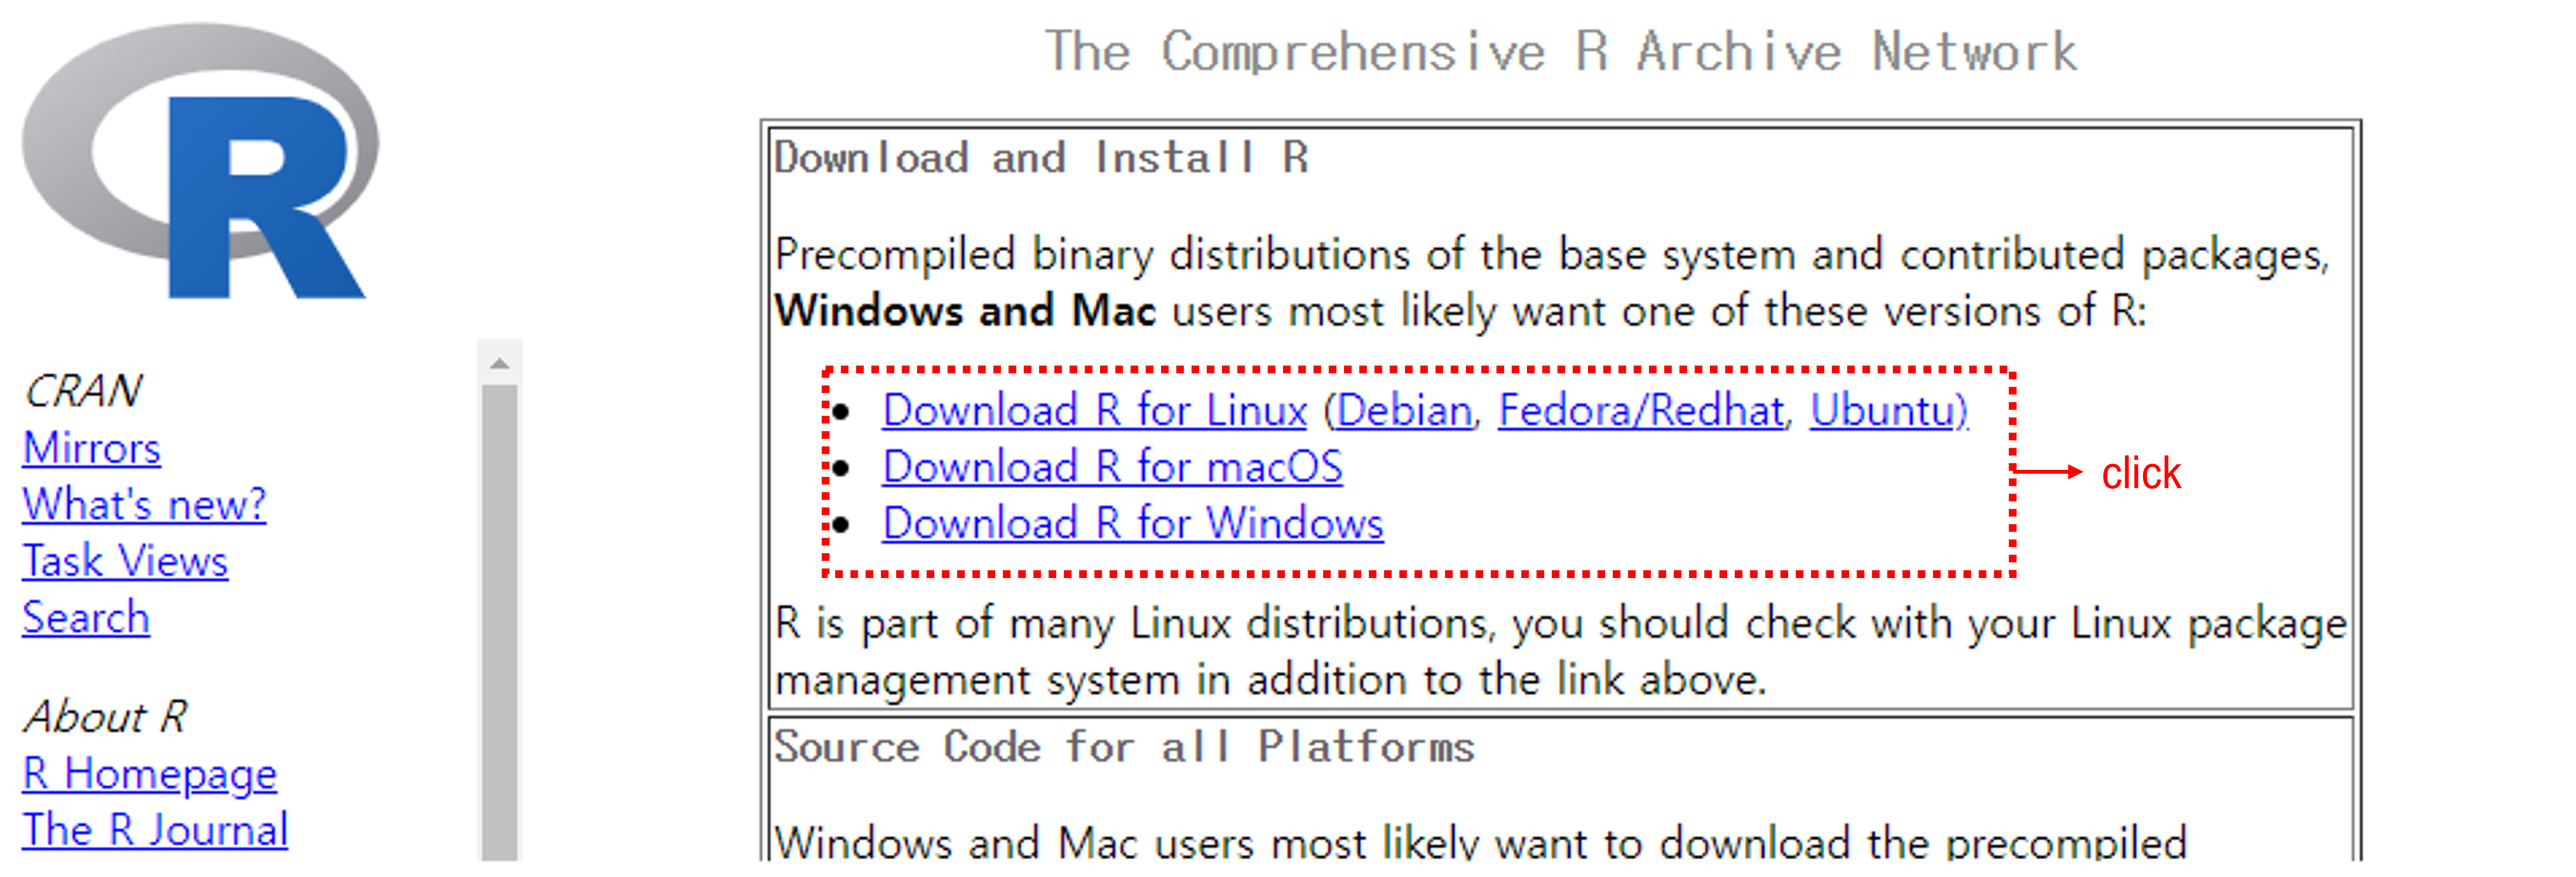 R
CRAN
Mirrors
What's new?
Task Views
Search
About R
R Homepage
The R Journal
The Comprehensive R Archive Network
Download and Install R
Precompiled binary distributions of the base system and contributed packages,
Windows and Mac users most likely want one of these versions of R:
• Download R for Linux (Debian, Fedora/Redhat, Ubuntu)
• Download R for macOS
• Download R for Windows
click
R is part of many Linux distributions, you should check with your Linux package
management system in addition to the link above.
Source Code for all Platforms
Windows and Mac users most likely want to download the precompiled